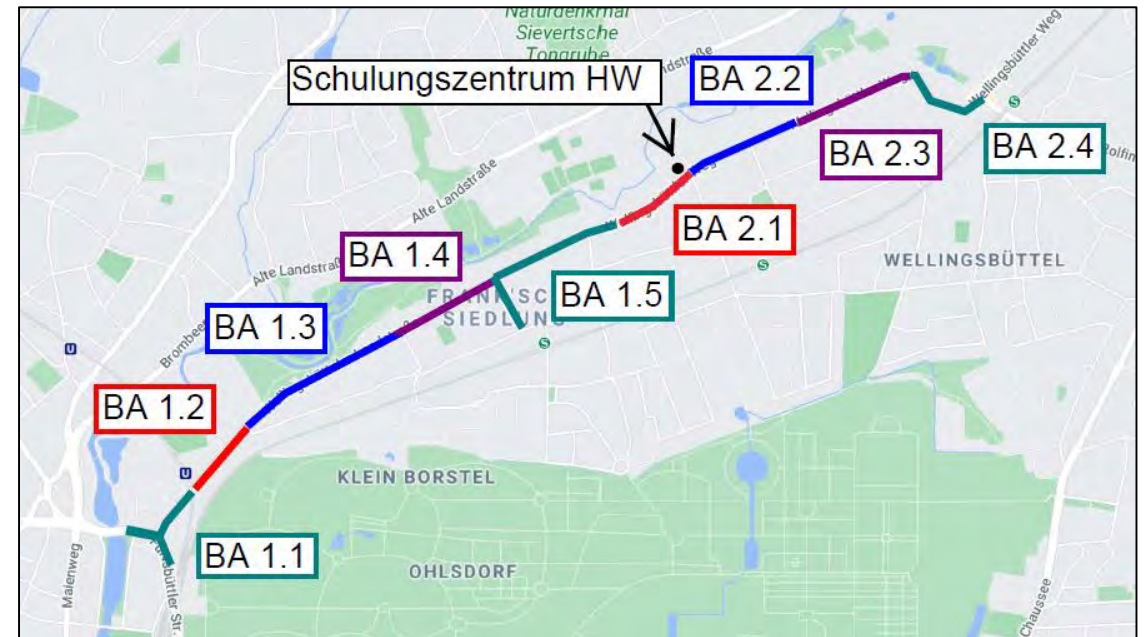 Naturdenkmal
Sievertsche
Tongrube
Wellingsbüttler Weg
Schulungszentrum HW
BA 2.2
BA 2.3
BA 2.4
S
Alte Landstraße
BA 2.1
BA 1.4
Alte Landstraße
WELLINGSBÜTTEL
S
BA 1.5
SIEDLUNG
BA 1.3
S
U
BA 1.2
U
KLEIN BORSTEL
BA 1.1
OHLSDORF
Maienweg
Chaussee